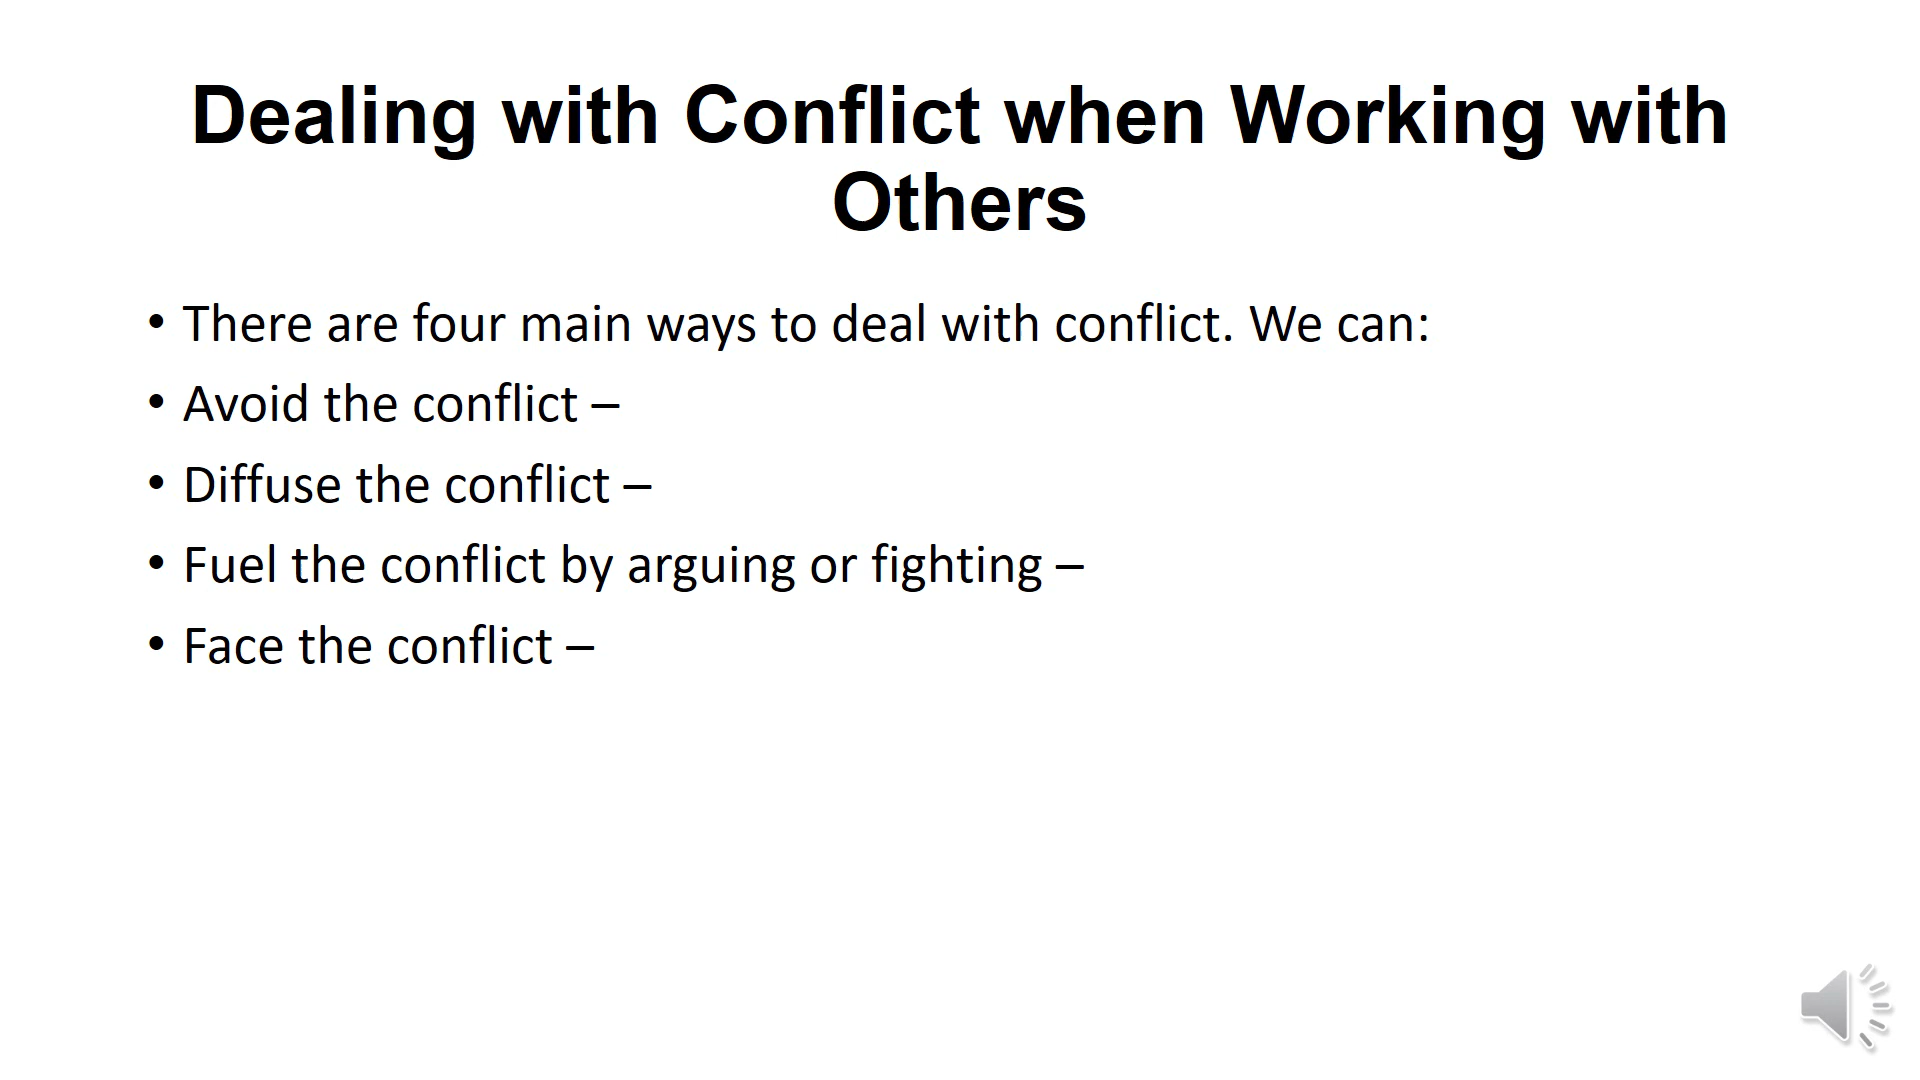 Dealing with Conflict when Working with
Others
• There are four main ways to deal with conflict. We can:
• Avoid the conflict –
• Diffuse the conflict –
• Fuel the conflict by arguing or fighting –
• Face the conflict –